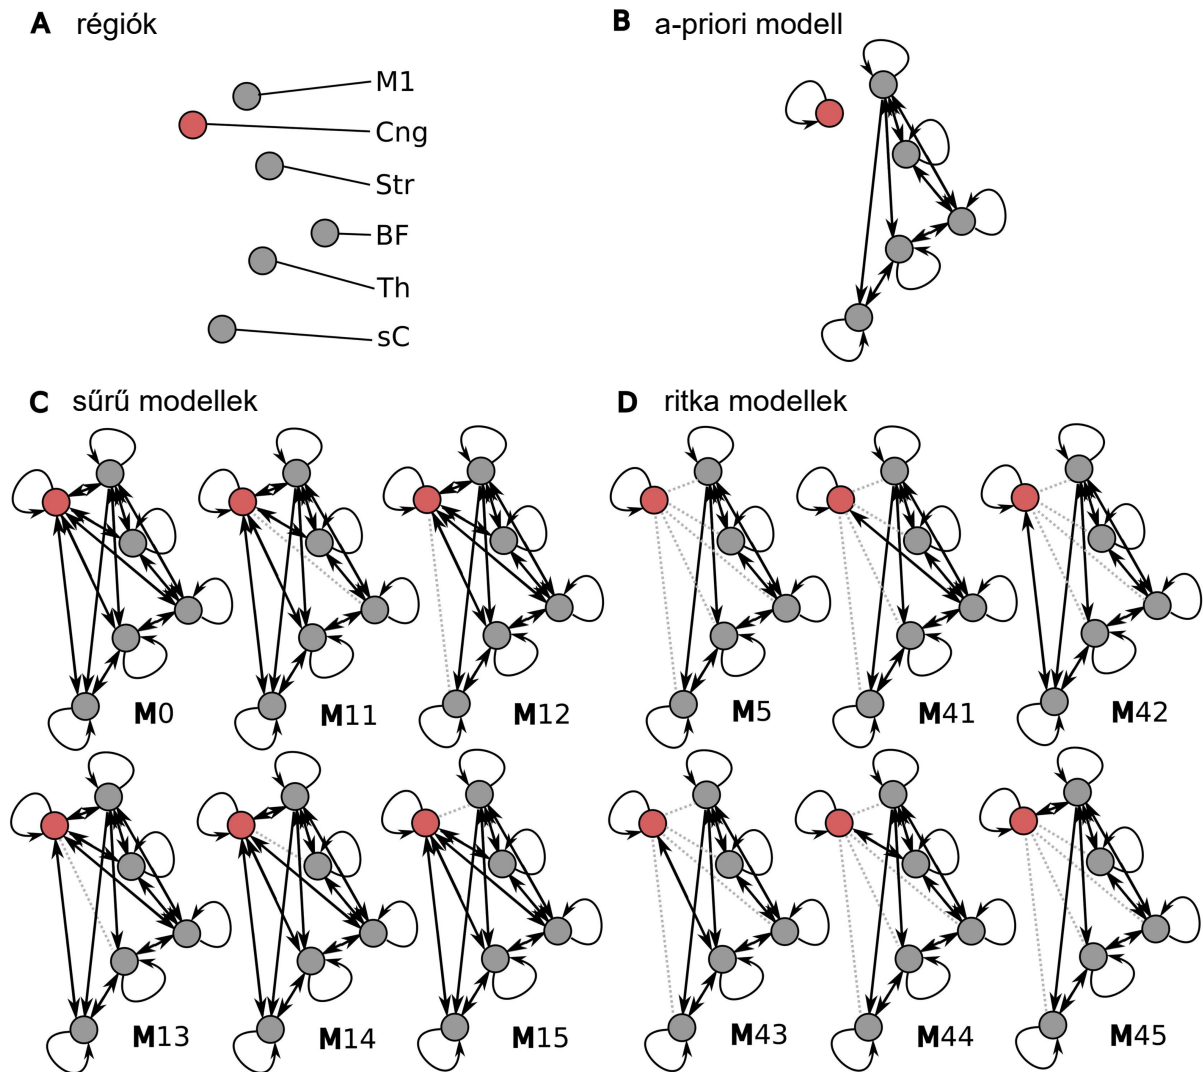 A régiók
M1
Cng
Str
BF
Th
sC
B a-priori modell
C sűrű modellek
M0 M11 M12
M13 M14 M15
D ritka modellek
M5 M41 M42
M43 M44 M45